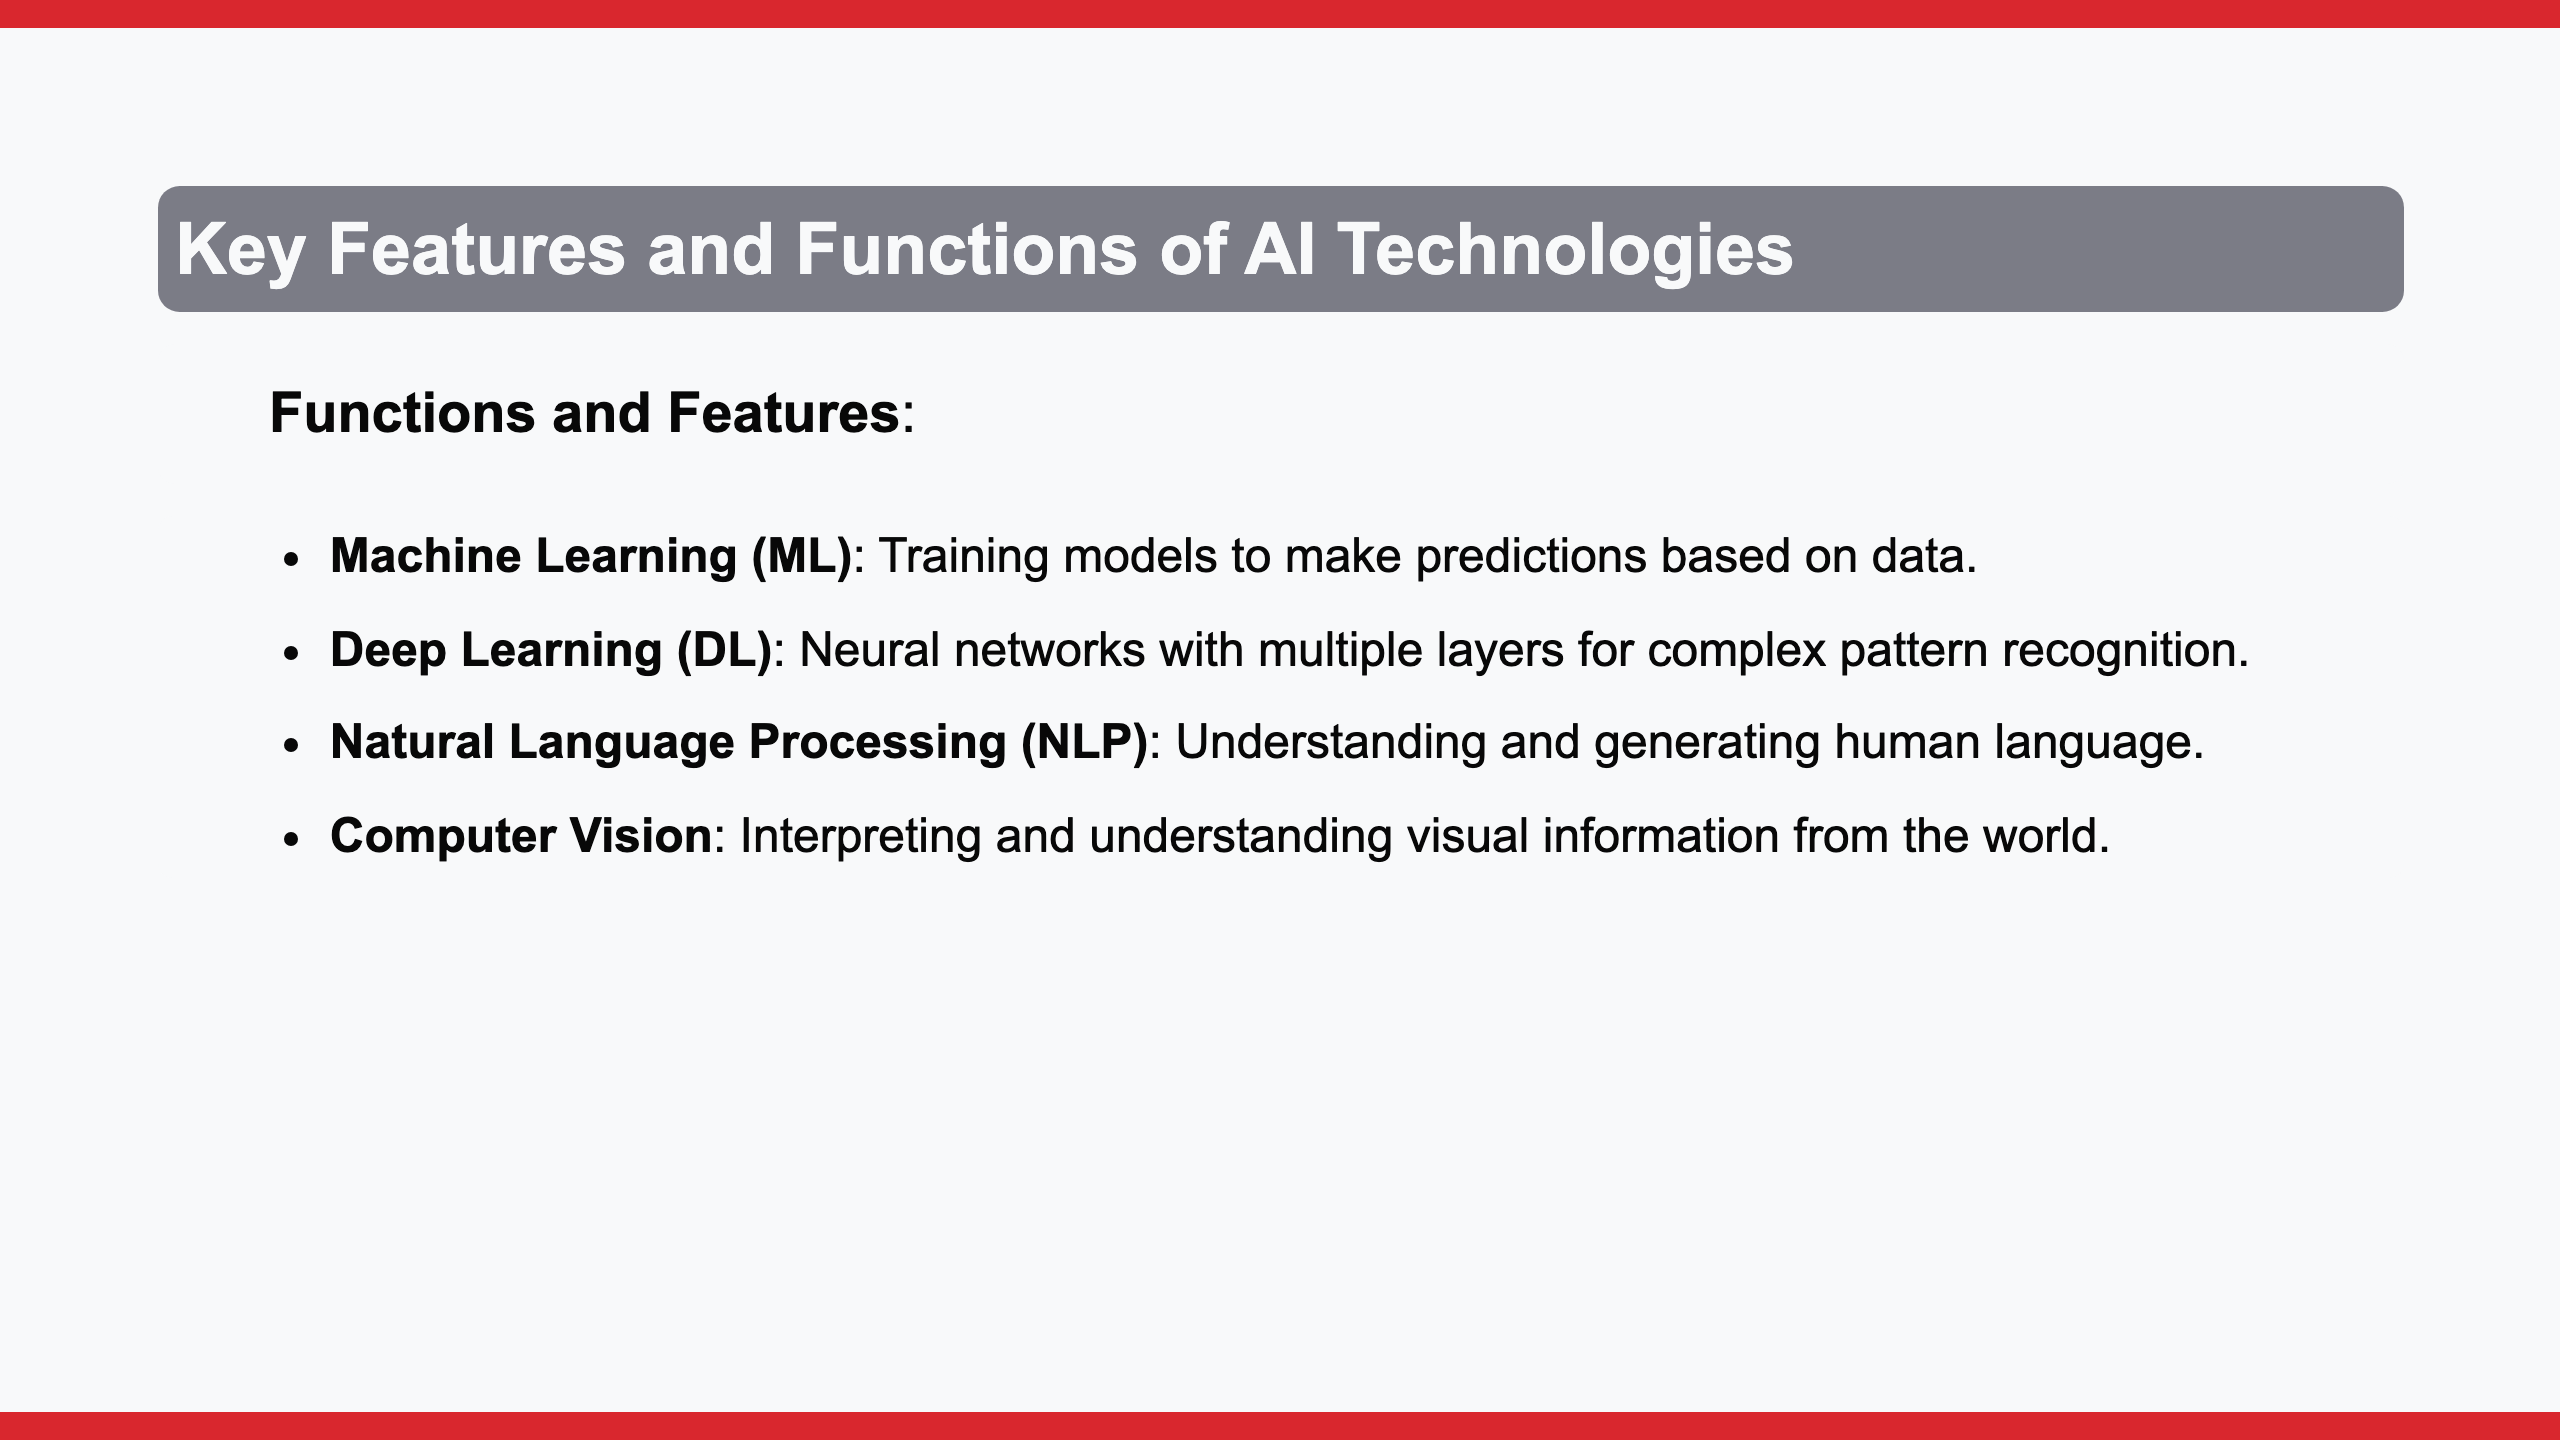 Key Features and Functions of AI Technologies
Functions and Features:
• Machine Learning (ML): Training models to make predictions based on data.
• Deep Learning (DL): Neural networks with multiple layers for complex pattern recognition.
• Natural Language Processing (NLP): Understanding and generating human language.
• Computer Vision: Interpreting and understanding visual information from the world.